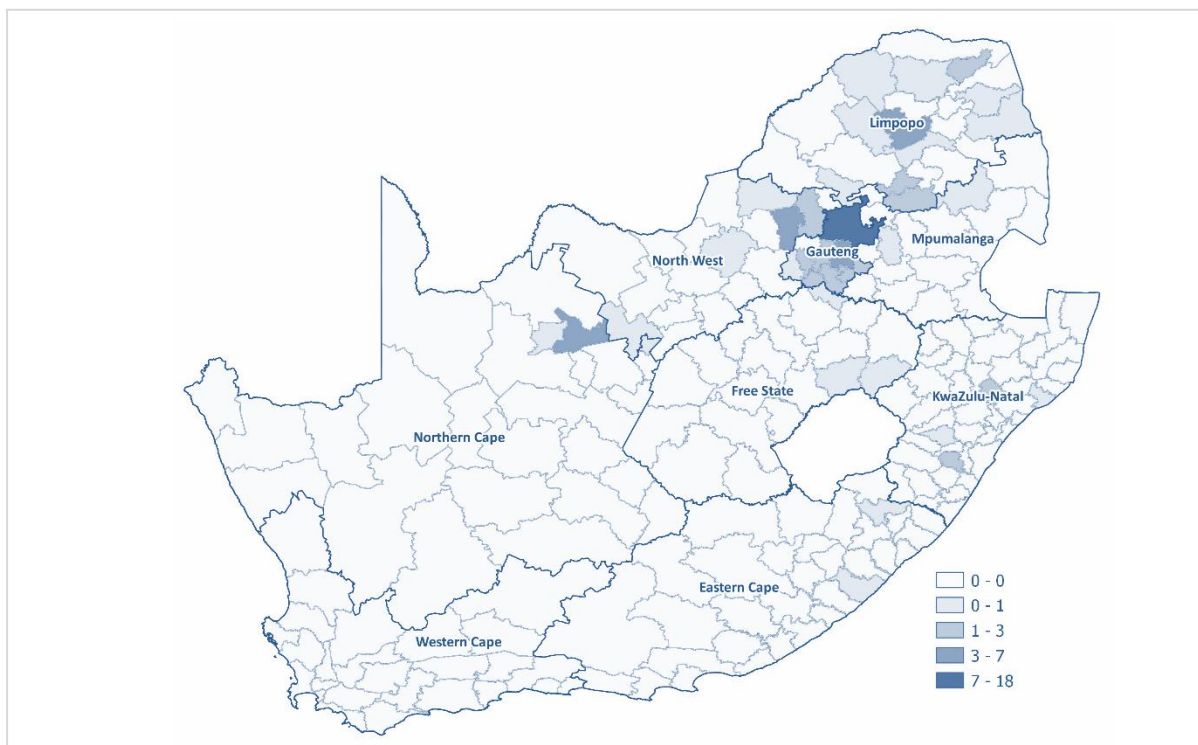 Limpopo
Mpumalanga
Gauteng
North West
Free State
KwaZulu-Natal
Northern Cape
Eastern Cape
Western Cape
0 - 0
0 - 1
1 - 3
3 - 7
7 - 18